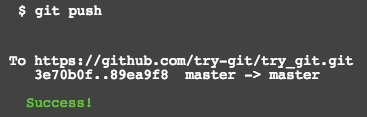 $ git push
To https://github.com/try-git/try_git.git
3e70b0f..89ea9f8 master -> master
Success!